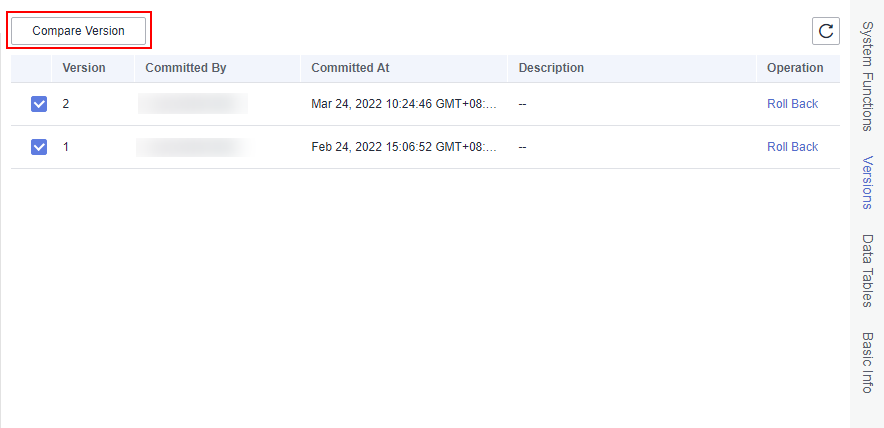 Compare Version
Version Committed By Committed At Description Operation
2 Mar 24, 2022 10:24:46 GMT+08:... -- Roll Back
1 Feb 24, 2022 15:06:52 GMT+08:... -- Roll Back
System Functions
Versions
Data Tables
Basic Info